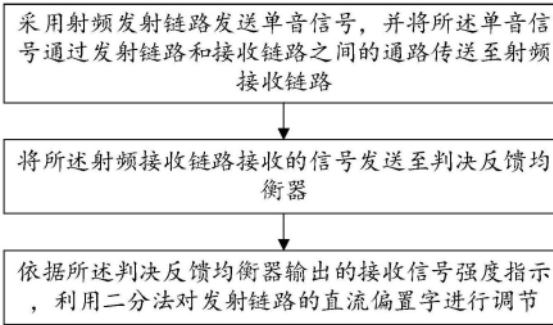 采用射频发射链路发送单音信号，并将所述单音信
号通过发射链路和接收链路之间的通路传送至射频
接收链路
将所述射频接收链路接收的信号发送至判决反馈均
衡器
依据所述判决反馈均衡器输出的接收信号强度指示
，利用二分法对发射链路的直流偏置字进行调节